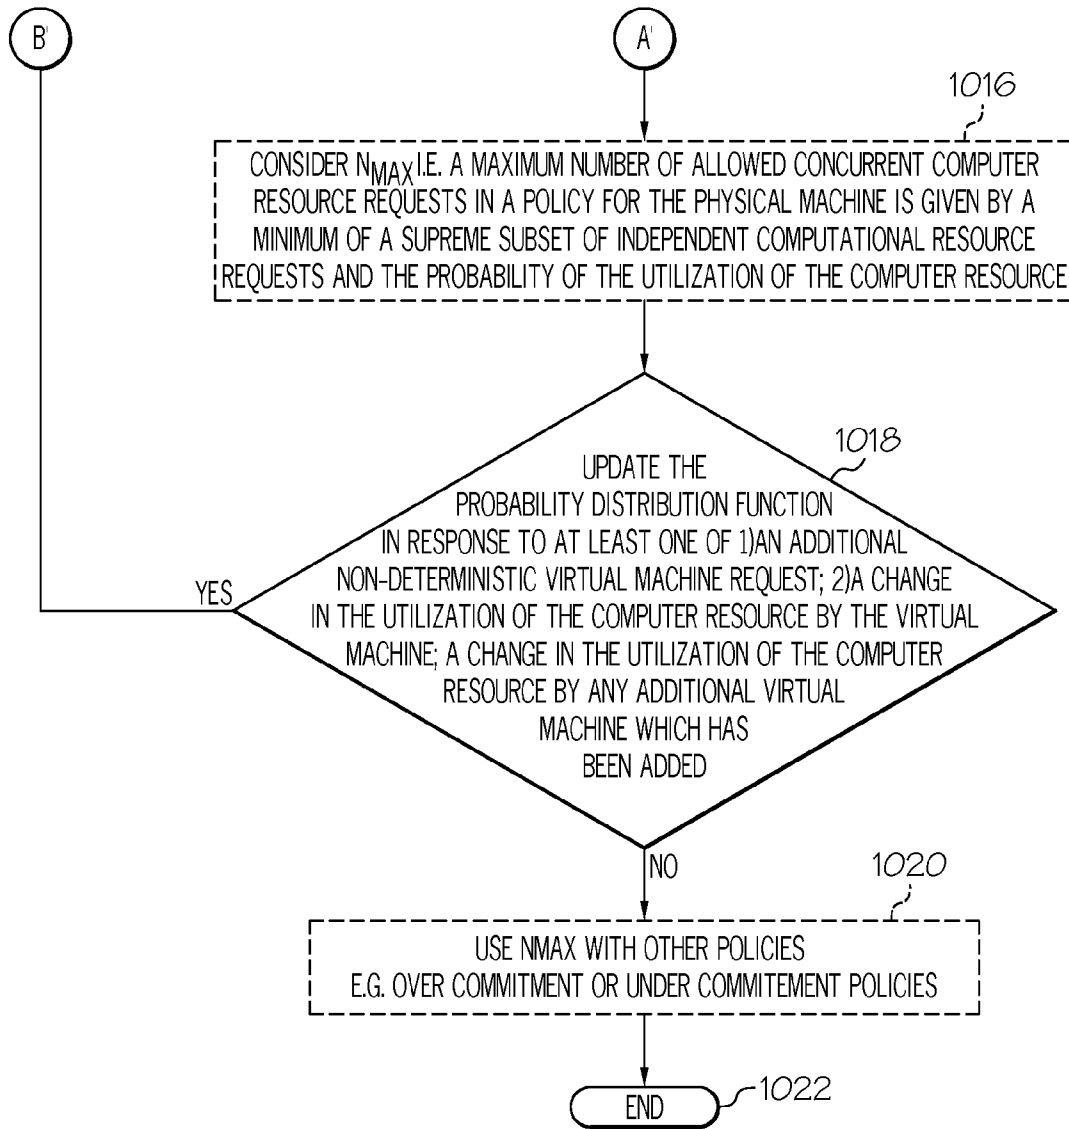 B'
A'
1016
CONSIDER NMAX I.E. A MAXIMUM NUMBER OF ALLOWED CONCURRENT COMPUTER
RESOURCE REQUESTS IN A POLICY FOR THE PHYSICAL MACHINE IS GIVEN BY A
MINIMUM OF A SUPREME SUBSET OF INDEPENDENT COMPUTATIONAL RESOURCE
REQUESTS AND THE PROBABILITY OF THE UTILIZATION OF THE COMPUTER RESOURCE
1018
UPDATE THE
PROBABILITY DISTRIBUTION FUNCTION
IN RESPONSE TO AT LEAST ONE OF 1)AN ADDITIONAL
NON-DETERMINISTIC VIRTUAL MACHINE REQUEST; 2)A CHANGE
IN THE UTILIZATION OF THE COMPUTER RESOURCE BY THE VIRTUAL
MACHINE; A CHANGE IN THE UTILIZATION OF THE COMPUTER
RESOURCE BY ANY ADDITIONAL VIRTUAL
MACHINE WHICH HAS
BEEN ADDED
YES
NO
1020
USE NMAX WITH OTHER POLICIES
E.G. OVER COMMITMENT OR UNDER COMMITEMENT POLICIES
END
1022